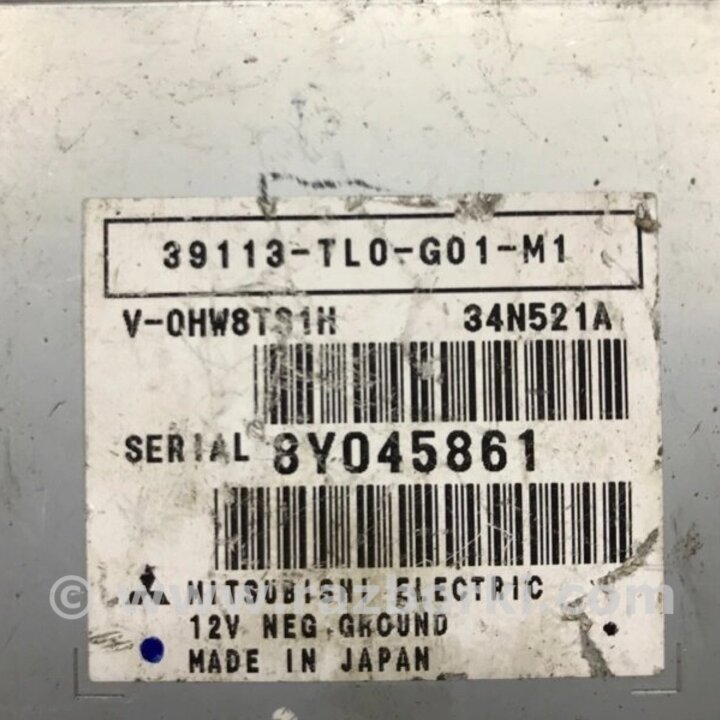 39113-TL0-G01-M1
V-0HW8TS1H 34N521A
SERIAL 8Y045861
MITSUBISHI ELECTRIC
12V NEG.GROUND
MADE IN JAPAN